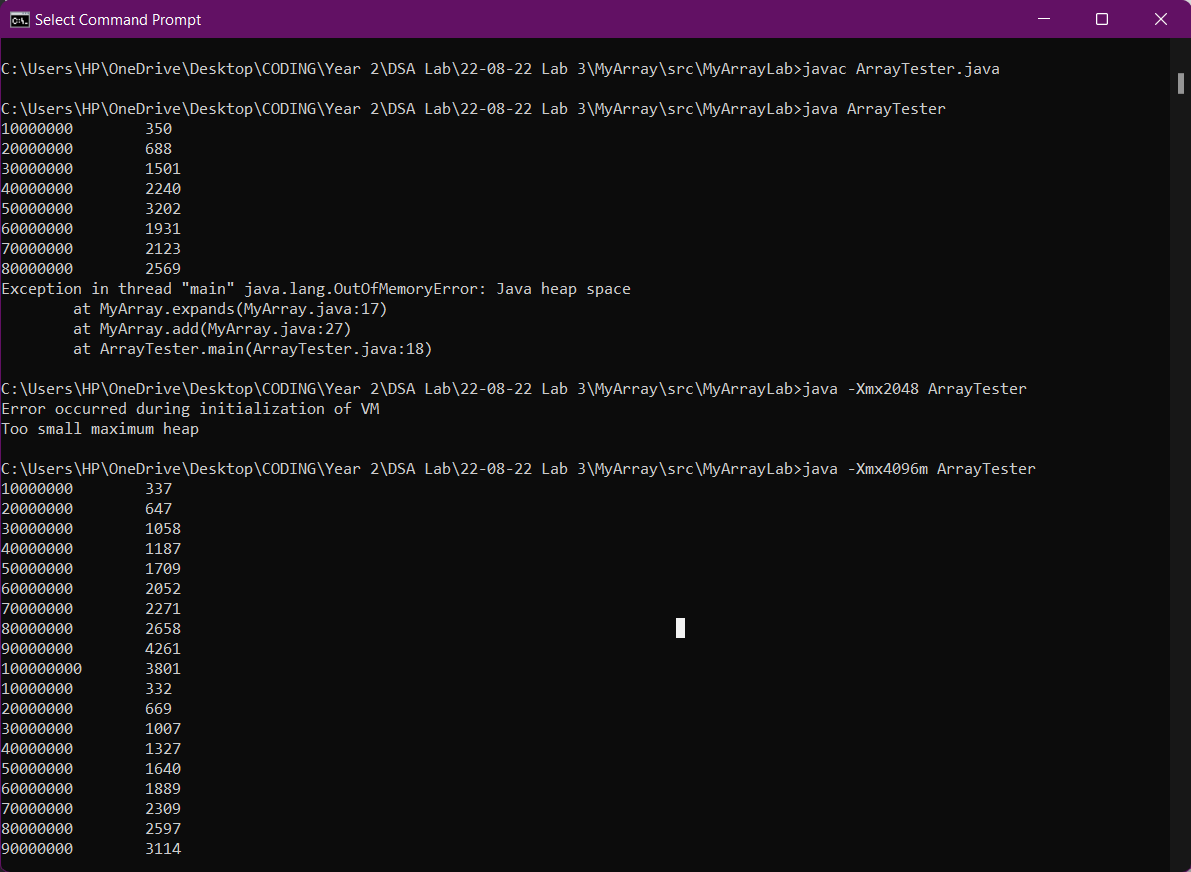 Select Command Prompt
C:\Users\HP\OneDrive\Desktop\CODING\Year 2\DSA Lab\22-08-22 Lab 3\MyArray\src\MyArrayLab>javac ArrayTester.java
C:\Users\HP\OneDrive\Desktop\CODING\Year 2\DSA Lab\22-08-22 Lab 3\MyArray\src\MyArrayLab>java ArrayTester
10000000        350
20000000        688
30000000        1501
40000000        2240
50000000        3202
60000000        1931
70000000        2123
80000000        2569
Exception in thread "main" java.lang.OutOfMemoryError: Java heap space
        at MyArray.expands(MyArray.java:17)
        at MyArray.add(MyArray.java:27)
        at ArrayTester.main(ArrayTester.java:18)
C:\Users\HP\OneDrive\Desktop\CODING\Year 2\DSA Lab\22-08-22 Lab 3\MyArray\src\MyArrayLab>java -Xmx2048 ArrayTester
Error occurred during initialization of VM
Too small maximum heap
C:\Users\HP\OneDrive\Desktop\CODING\Year 2\DSA Lab\22-08-22 Lab 3\MyArray\src\MyArrayLab>java -Xmx4096m ArrayTester
10000000        337
20000000        647
30000000        1058
40000000        1187
50000000        1709
60000000        2052
70000000        2271
80000000        2658
90000000        4261
100000000       3801
10000000        332
20000000        669
30000000        1007
40000000        1327
50000000        1640
60000000        1889
70000000        2309
80000000        2597
90000000        3114